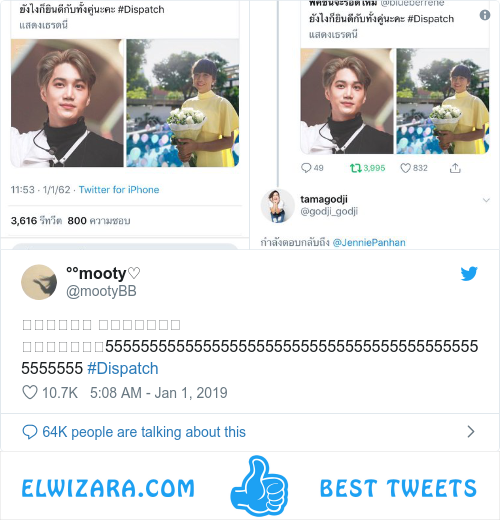 ยังไงก็ยินดีกับทั้งคู่นะคะ #Dispatch
แสดงเธรดนี้
11:53 · 1/1/62 · Twitter for iPhone
3,616 รีทวีต 800 ความชอบ
@blueberrene
ยังไงก็ยินดีกับทั้งคู่นะคะ #Dispatch
แสดงเธรดนี้
49 3,995 832
tamagodji
@godji_godji
กำลังตอบกลับถึง @JenniePanhan
°°mooty♡
@mootyBB
5555555555555555555555555555555555555555555
5555555 #Dispatch
10.7K 5:08 AM - Jan 1, 2019
64K people are talking about this
ELWIZARA.COM BEST TWEETS